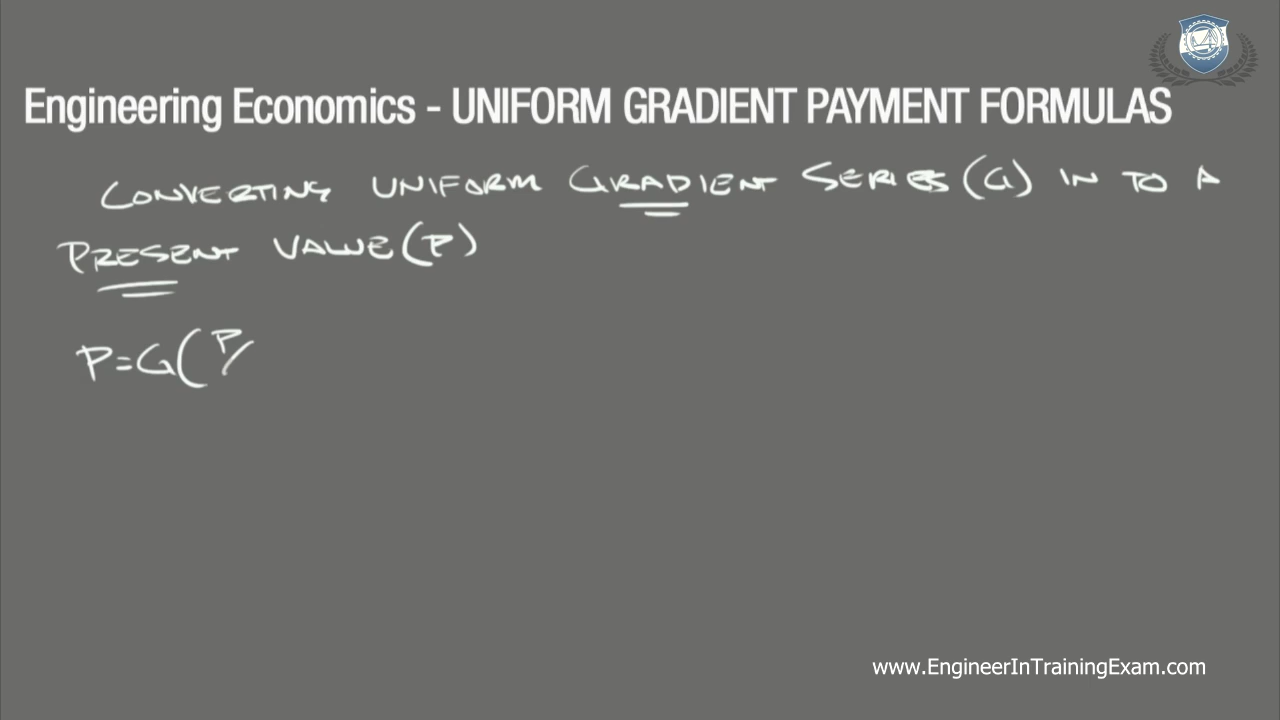 Engineering Economics - UNIFORM GRADIENT PAYMENT FORMULAS
CONVERTING UNIFORM GRADIENT SERIES (G) IN TO A
PRESENT VALUE (P)
P=G(P/
www.EngineerInTrainingExam.com